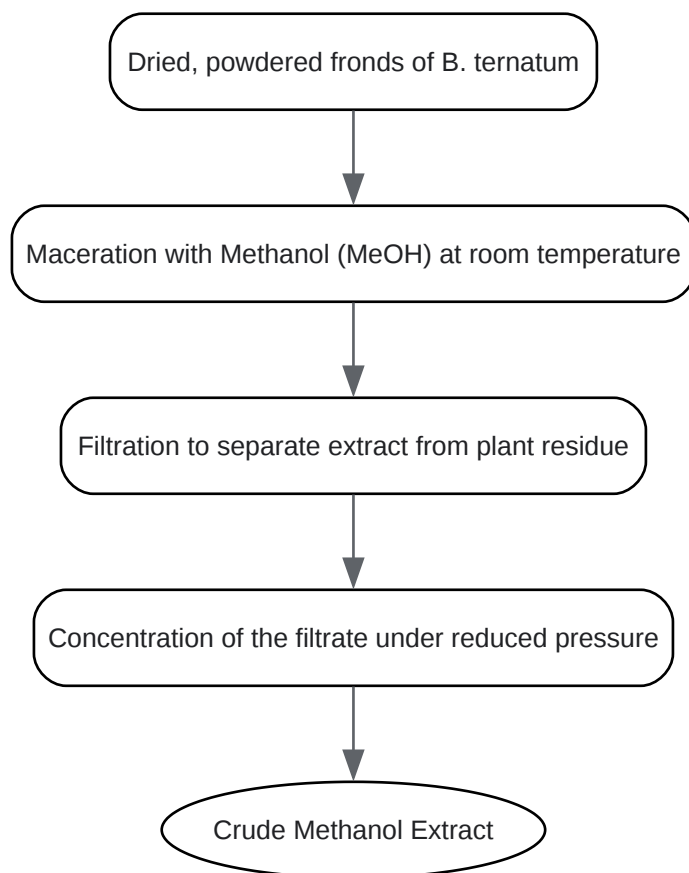 Dried, powdered fronds of B. ternatum
Maceration with Methanol (MeOH) at room temperature
Filtration to separate extract from plant residue
Concentration of the filtrate under reduced pressure
Crude Methanol Extract